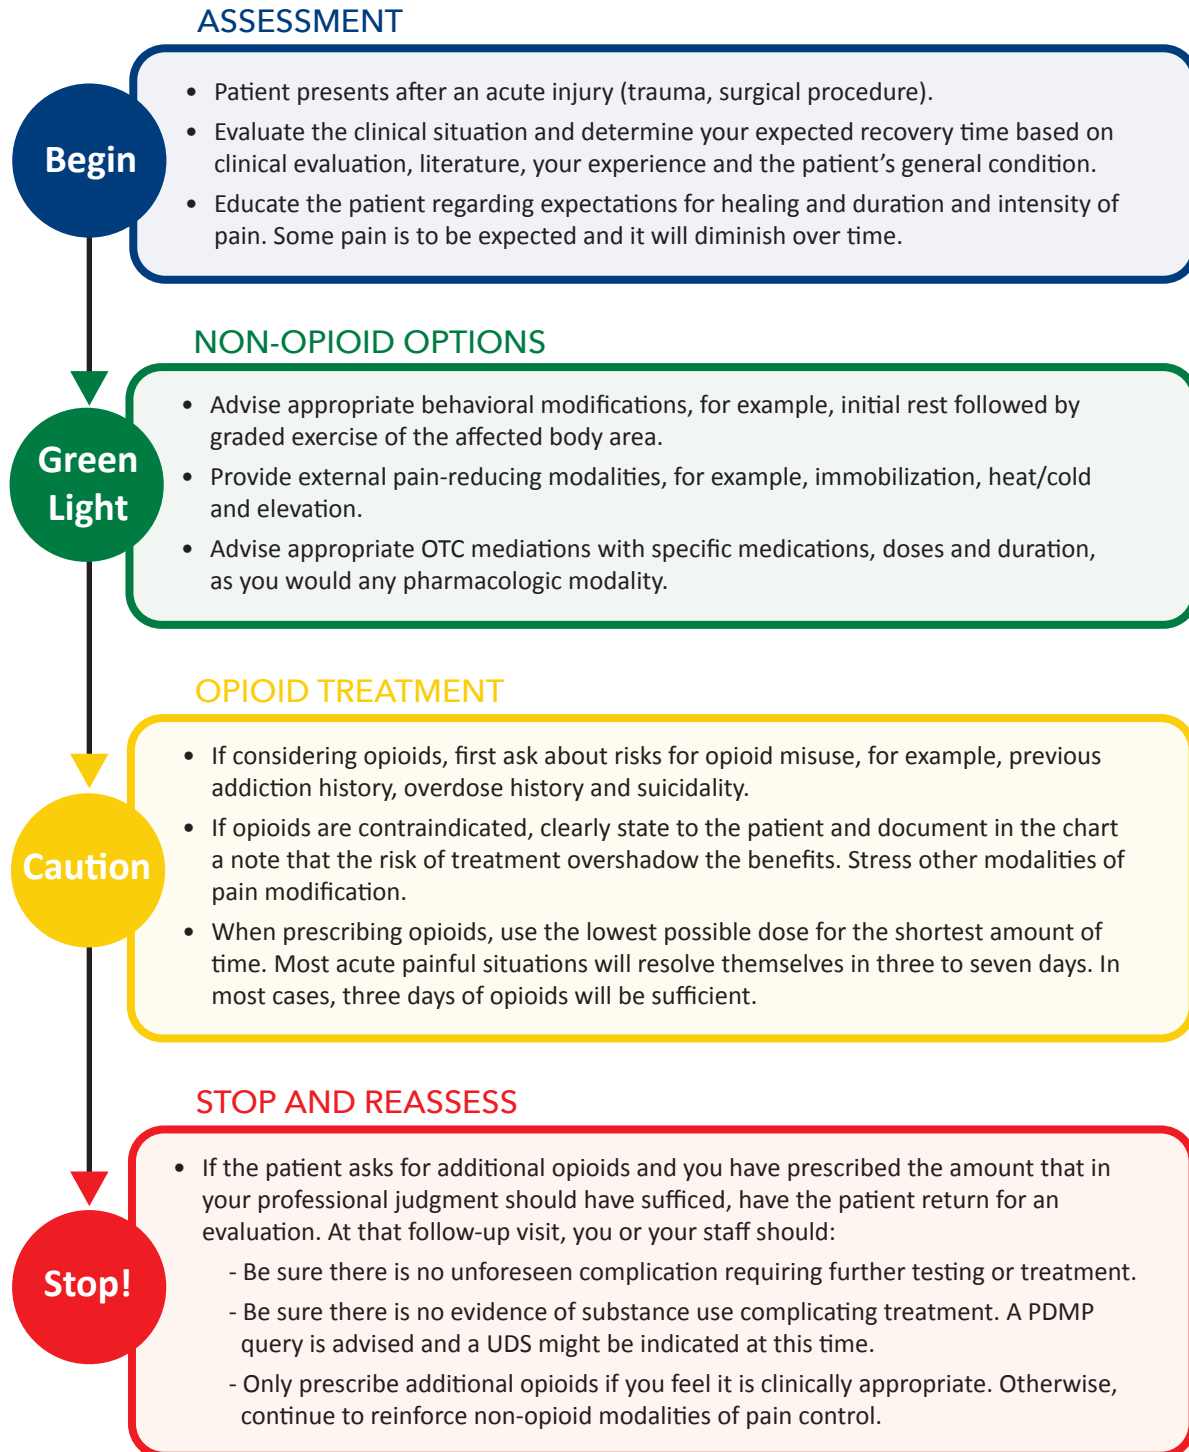 ASSESSMENT
Begin
• Patient presents after an acute injury (trauma, surgical procedure).
• Evaluate the clinical situation and determine your expected recovery time based on
clinical evaluation, literature, your experience and the patient's general condition.
• Educate the patient regarding expectations for healing and duration and intensity of
pain. Some pain is to be expected and it will diminish over time.
NON-OPIOID OPTIONS
Green
Light
• Advise appropriate behavioral modifications, for example, initial rest followed by
graded exercise of the affected body area.
• Provide external pain-reducing modalities, for example, immobilization, heat/cold
and elevation.
• Advise appropriate OTC mediations with specific medications, doses and duration,
as you would any pharmacologic modality.
OPIOID TREATMENT
Caution
• If considering opioids, first ask about risks for opioid misuse, for example, previous
addiction history, overdose history and suicidality.
• If opioids are contraindicated, clearly state to the patient and document in the chart
a note that the risk of treatment overshadow the benefits. Stress other modalities of
pain modification.
• When prescribing opioids, use the lowest possible dose for the shortest amount of
time. Most acute painful situations will resolve themselves in three to seven days. In
most cases, three days of opioids will be sufficient.
STOP AND REASSESS
Stop!
• If the patient asks for additional opioids and you have prescribed the amount that in
your professional judgment should have sufficed, have the patient return for an
evaluation. At that follow-up visit, you or your staff should:
- Be sure there is no unforeseen complication requiring further testing or treatment.
- Be sure there is no evidence of substance use complicating treatment. A PDMP
query is advised and a UDS might be indicated at this time.
- Only prescribe additional opioids if you feel it is clinically appropriate. Otherwise,
continue to reinforce non-opioid modalities of pain control.